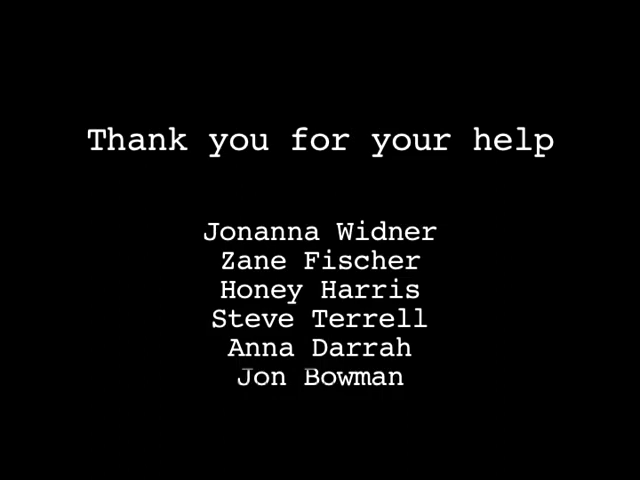 Thank you for your help
Jonanna Widner
Zane Fischer
Honey Harris
Steve Terrell
Anna Darrah
Jon Bowman